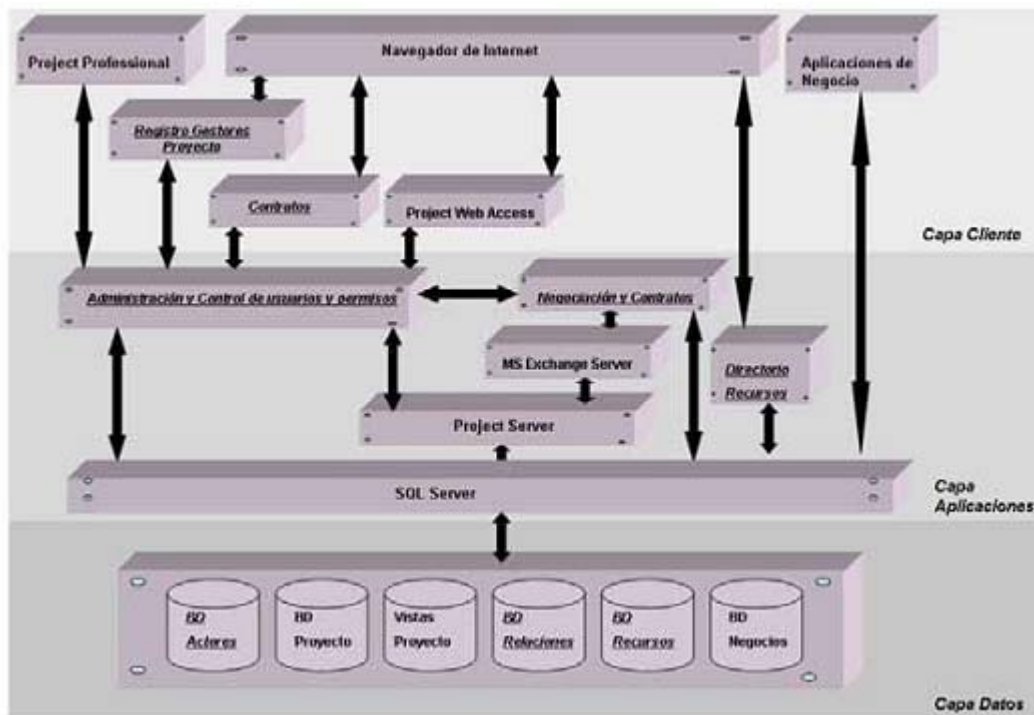 Project Professional
Navegador de Internet
Aplicaciones de
Negocio
Registro Gestores
Proyecto
Contratos
Project Web Access
Capa Cliente
Administración y Control de usuarios y permisos
Negociación y Contratos
MS Exchange Server
Directorio
Recursos
Project Server
SQL Server
Capa
Aplicaciones
BD
Actores
BD
Proyecto
Vistas
Proyecto
BD
Relaciones
BD
Recursos
BD
Negocios
Capa Datos